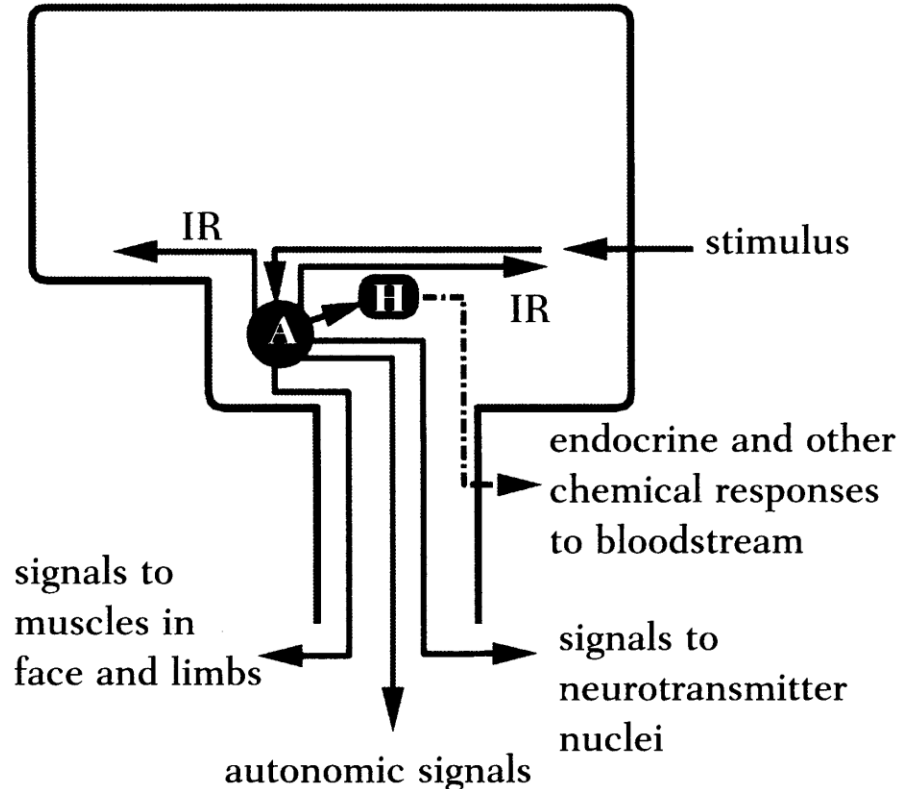 IR
stimulus
H
IR
A
endocrine and other
chemical responses
to bloodstream
signals to
muscles in
face and limbs
signals to
neurotransmitter
nuclei
autonomic signals